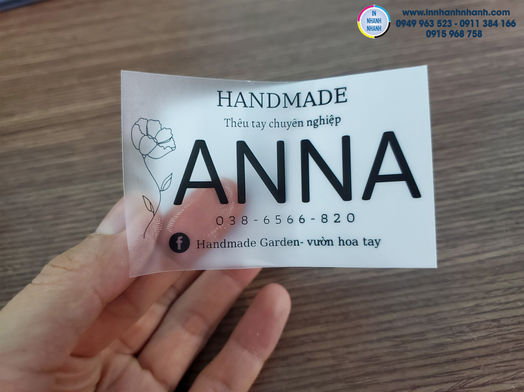 IN
NHANH
NHANH
www.innhanhnhanh.com
0949 963 523 - 0911 384 166
0915 968 758
HANDMADE
Thêu tay chuyên nghiệp
ANNA
038-6566-820
f Handmade Garden- vườn hoa tay